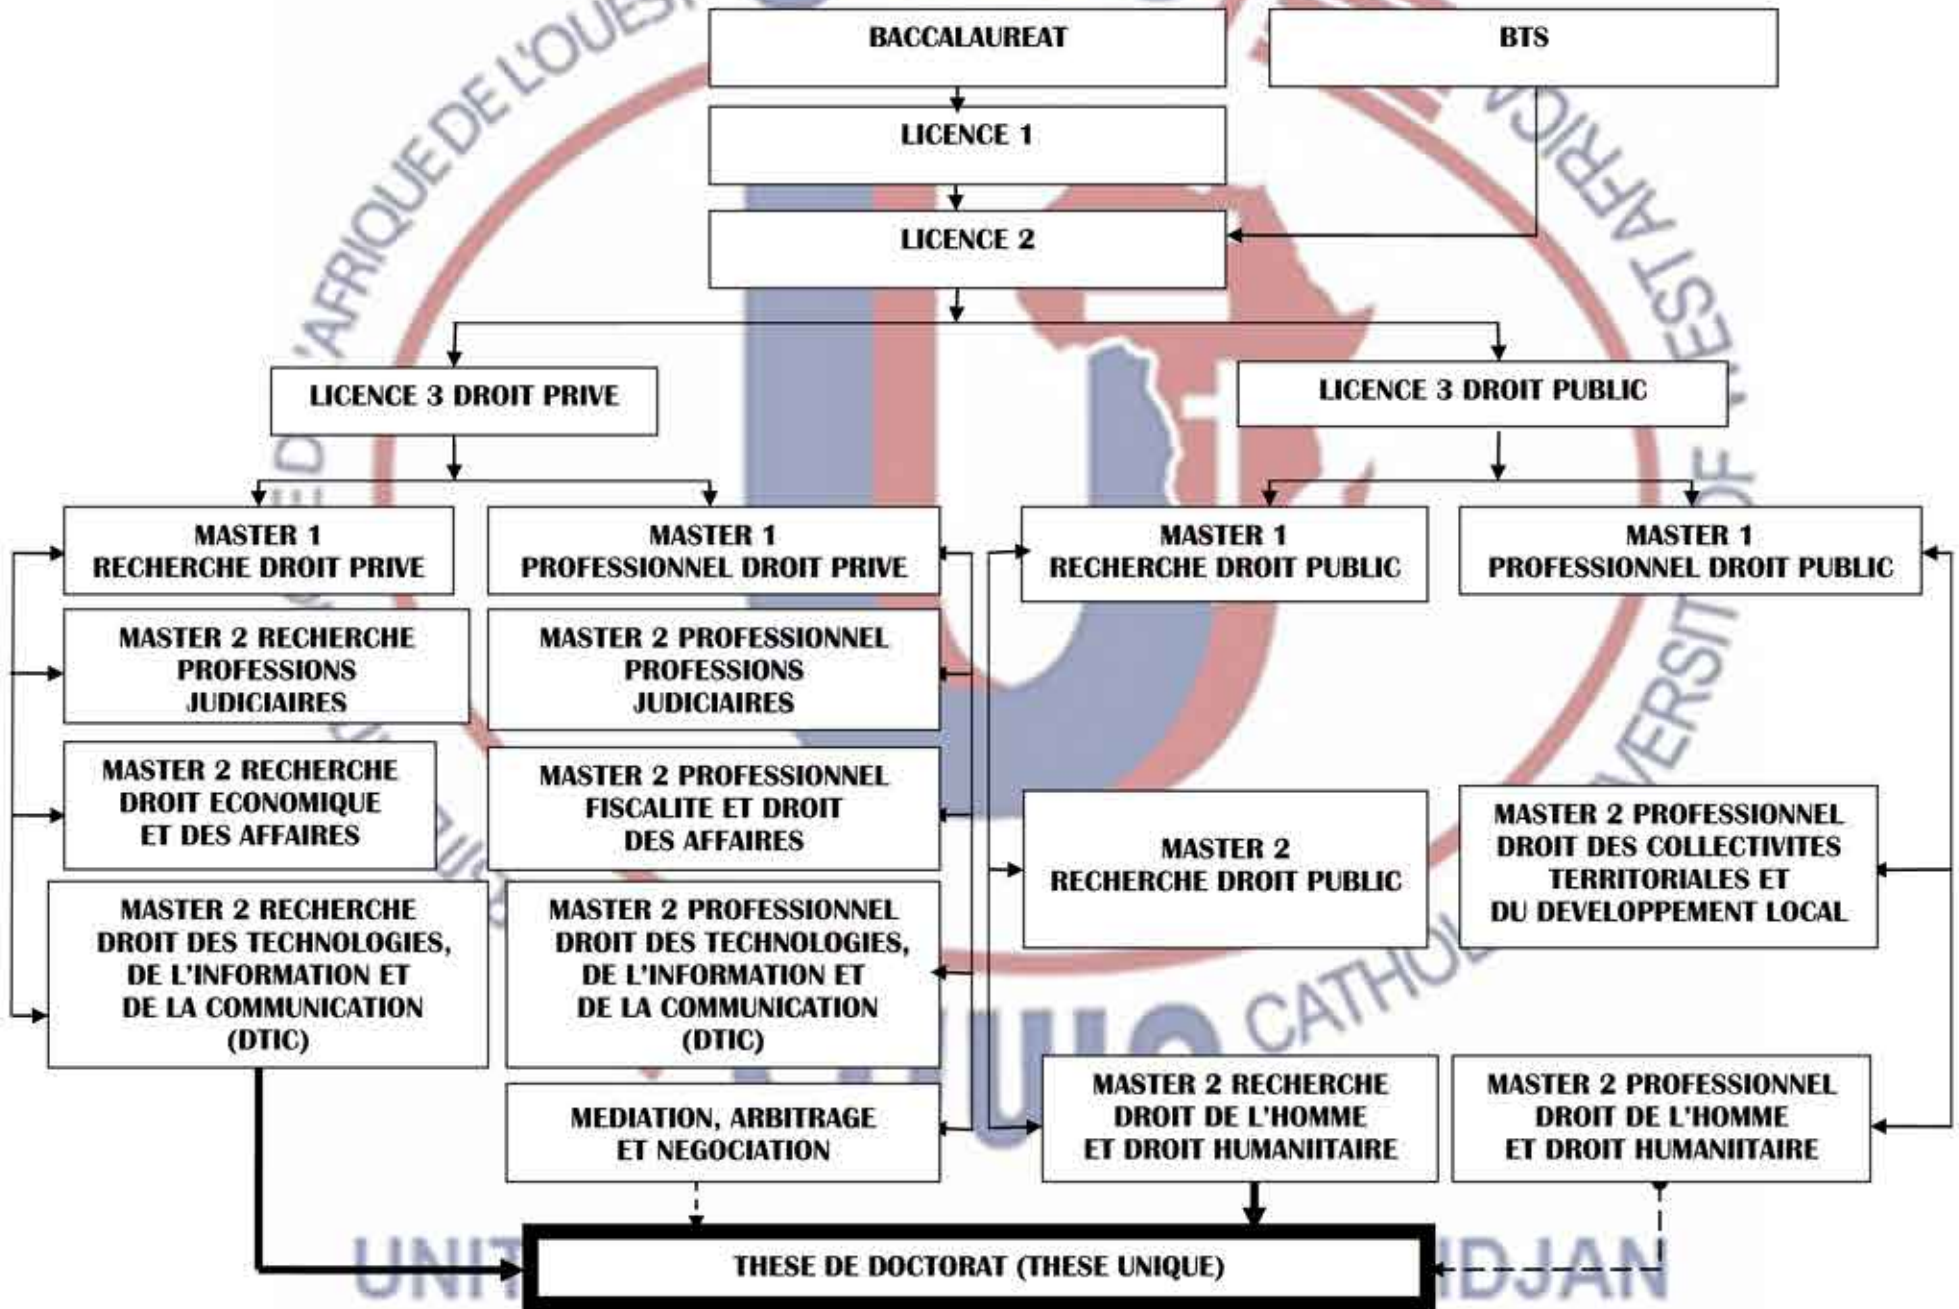 BACCALAUREAT
BTS
LICENCE 1
LICENCE 2
LICENCE 3 DROIT PRIVE
LICENCE 3 DROIT PUBLIC
MASTER 1
RECHERCHE DROIT PRIVE
MASTER 1
PROFESSIONNEL DROIT PRIVE
MASTER 1
RECHERCHE DROIT PUBLIC
MASTER 1
PROFESSIONNEL DROIT PUBLIC
MASTER 2 RECHERCHE
PROFESSIONS
JUDICIAIRES
MASTER 2 PROFESSIONNEL
PROFESSIONS
JUDICIAIRES
MASTER 2 RECHERCHE
DROIT ECONOMIQUE
ET DES AFFAIRES
MASTER 2 PROFESSIONNEL
FISCALITE ET DROIT
DES AFFAIRES
MASTER 2
RECHERCHE DROIT PUBLIC
MASTER 2 PROFESSIONNEL
DROIT DES COLLECTIVITES
TERRITORIALES ET
DU DEVELOPPEMENT LOCAL
MASTER 2 RECHERCHE
DROIT DES TECHNOLOGIES,
DE L'INFORMATION ET
DE LA COMMUNICATION
(DTIC)
MASTER 2 PROFESSIONNEL
DROIT DES TECHNOLOGIES,
DE L'INFORMATION ET
DE LA COMMUNICATION
(DTIC)
MEDIATION, ARBITRAGE
ET NEGOCIATION
MASTER 2 RECHERCHE
DROIT DE L'HOMME
ET DROIT HUMANIITAIRE
MASTER 2 PROFESSIONNEL
DROIT DE L'HOMME
ET DROIT HUMANIITAIRE
THESE DE DOCTORAT (THESE UNIQUE)
L'AFRIQUE DE L'OUEST